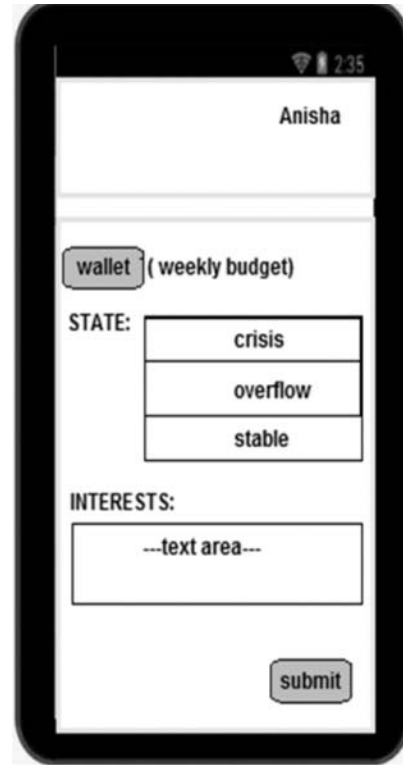 2:35
Anisha
wallet ( weekly budget)
STATE:
crisis
overflow
stable
INTERESTS:
---text area---
submit